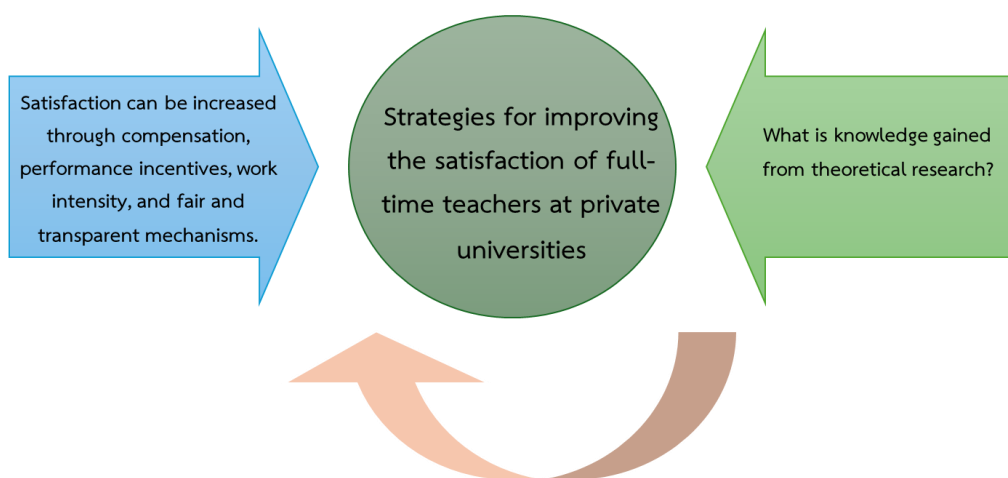 Satisfaction can be increased
through compensation,
performance incentives, work
intensity, and fair and
transparent mechanisms.
Strategies for improving
the satisfaction of full-
time teachers at private
universities
What is knowledge gained
from theoretical research?